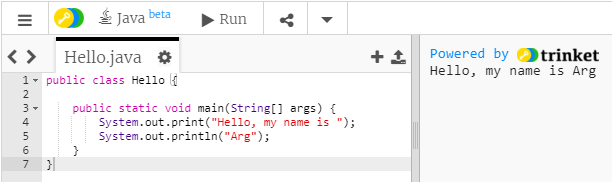 Java beta
Run
Hello.java
1 public class Hello {
2
3 public static void main(String[] args) {
4 System.out.print("Hello, my name is ");
5 System.out.println("Arg");
6 }
7 }
Powered by trinket
Hello, my name is Arg